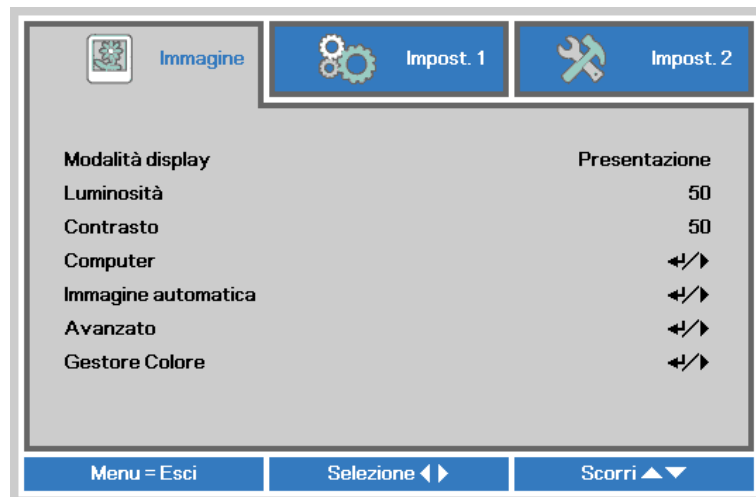 Immagine
Impost. 1
Impost. 2
Modalità display Presentazione
Luminosità 50
Contrasto 50
Computer ↵/▶
Immagine automatica ↵/▶
Avanzato ↵/▶
Gestore Colore ↵/▶
Menu = Esci
Selezione ◀▶
Scorri ▲▼